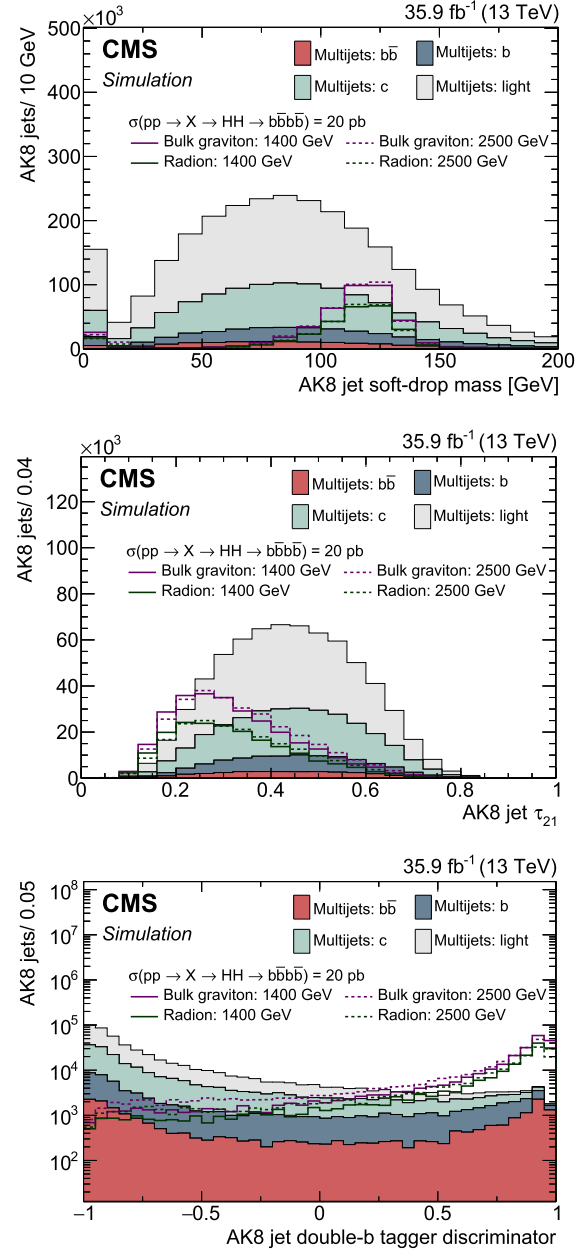 ×10³ 35.9 fb⁻¹ (13 TeV)
AK8 jets/ 10 GeV
500
400
300
200
100
0
CMS
Simulation
Multijets: bb̅ Multijets: b
Multijets: c Multijets: light
σ(pp → X → HH → bb̅bb̅) = 20 pb
Bulk graviton: 1400 GeV Bulk graviton: 2500 GeV
Radion: 1400 GeV Radion: 2500 GeV
0 50 100 150 200
AK8 jet soft-drop mass [GeV]
×10³ 35.9 fb⁻¹ (13 TeV)
AK8 jets/ 0.04
120
100
80
60
40
20
0
CMS
Simulation
Multijets: bb̅ Multijets: b
Multijets: c Multijets: light
σ(pp → X → HH → bb̅bb̅) = 20 pb
Bulk graviton: 1400 GeV Bulk graviton: 2500 GeV
Radion: 1400 GeV Radion: 2500 GeV
0 0.2 0.4 0.6 0.8 1
AK8 jet τ₂₁
35.9 fb⁻¹ (13 TeV)
AK8 jets/ 0.05
10⁸
10⁷
10⁶
10⁵
10⁴
10³
10²
CMS
Simulation
Multijets: bb̅ Multijets: b
Multijets: c Multijets: light
σ(pp → X → HH → bb̅bb̅) = 20 pb
Bulk graviton: 1400 GeV Bulk graviton: 2500 GeV
Radion: 1400 GeV Radion: 2500 GeV
−1 −0.5 0 0.5 1
AK8 jet double-b tagger discriminator